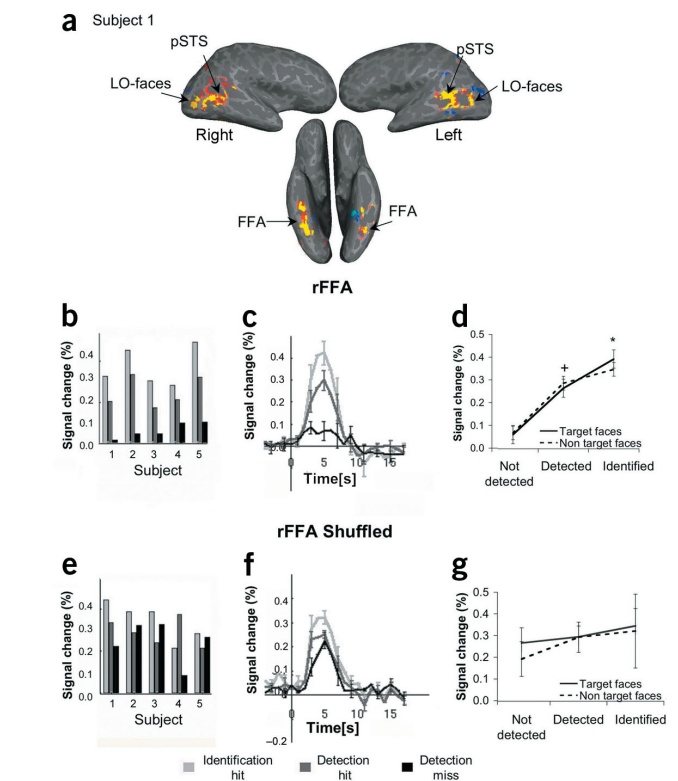 a Subject 1
pSTS
pSTS
LO-faces
LO-faces
Right
Left
FFA
FFA
rFFA
b
Signal change (%)
0.4
0.3
0.2
0.1
0.0
1 2 3 4 5
Subject
c
Signal change (%)
0.4
0.3
0.2
0.1
0 5 10 15
Time[s]
d
Signal change (%)
0.5
0.4
0.3
0.2
0.1
0.0
+
*
Target faces
Non target faces
Not detected
Detected
Identified
rFFA Shuffled
e
Signal change (%)
0.4
0.3
0.2
0.1
0.0
1 2 3 4 5
Subject
f
Signal change (%)
0.4
0.3
0.2
0.1
−0.2
0 5 10 15
Time[s]
g
Signal change (%)
0.5
0.4
0.3
0.2
0.1
0.0
Target faces
Non target faces
Not detected
Detected
Identified
Identification hit
Detection hit
Detection miss